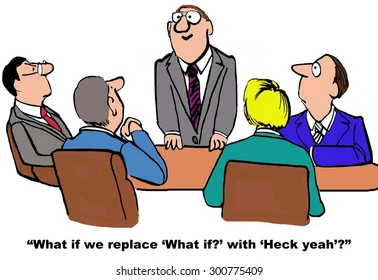 “What if we replace ‘What if?’ with ‘Heck yeah’?”
shutterstock.com · 300775409